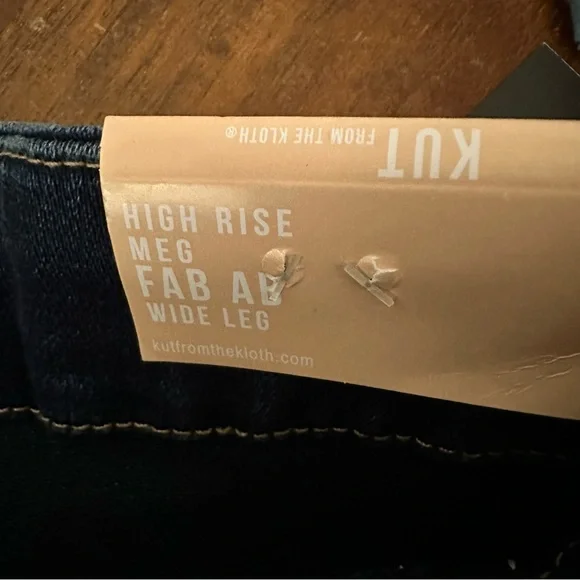 KUT
FROM THE KLOTH®
HIGH RISE
MEG
FAB AB
WIDE LEG
kutfromthekloth.com